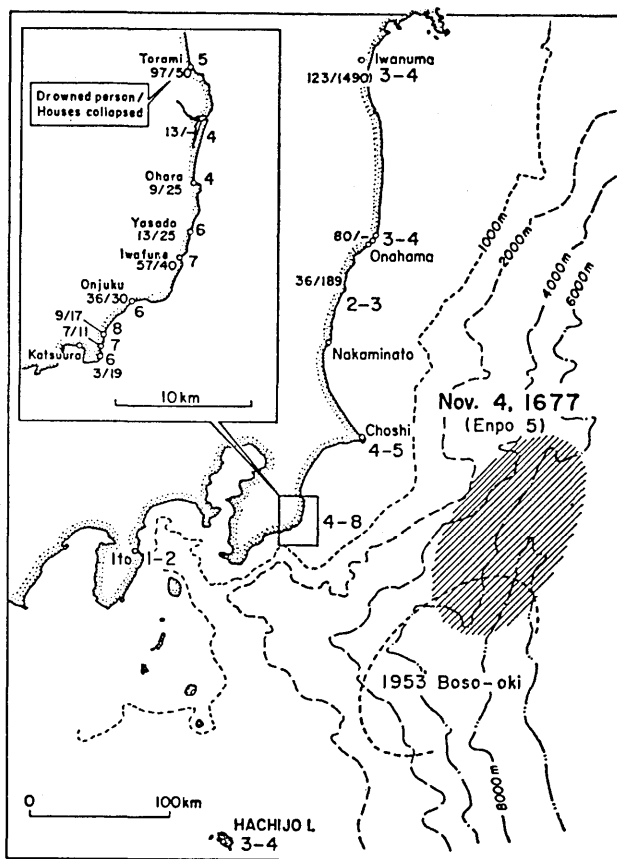 Torami
97/50
5
Drowned person/
Houses collapsed
13/-
4
Ohara
9/25
4
Yasada
13/25
6
Iwafune
57/40
7
Onjuku
36/30
6
9/17
8
7/11
7
Katsuura
6
3/19
10km
Iwanuma
123/(490)
3-4
80/-
3-4
Onahama
36/189
2-3
Nakaminato
Choshi
4-5
4-8
Ito
1-2
1000m
2000m
4000m
6000m
Nov. 4, 1677
(Enpo 5)
1953 Boso-oki
8000m
0
100km
HACHIJO I.
3-4